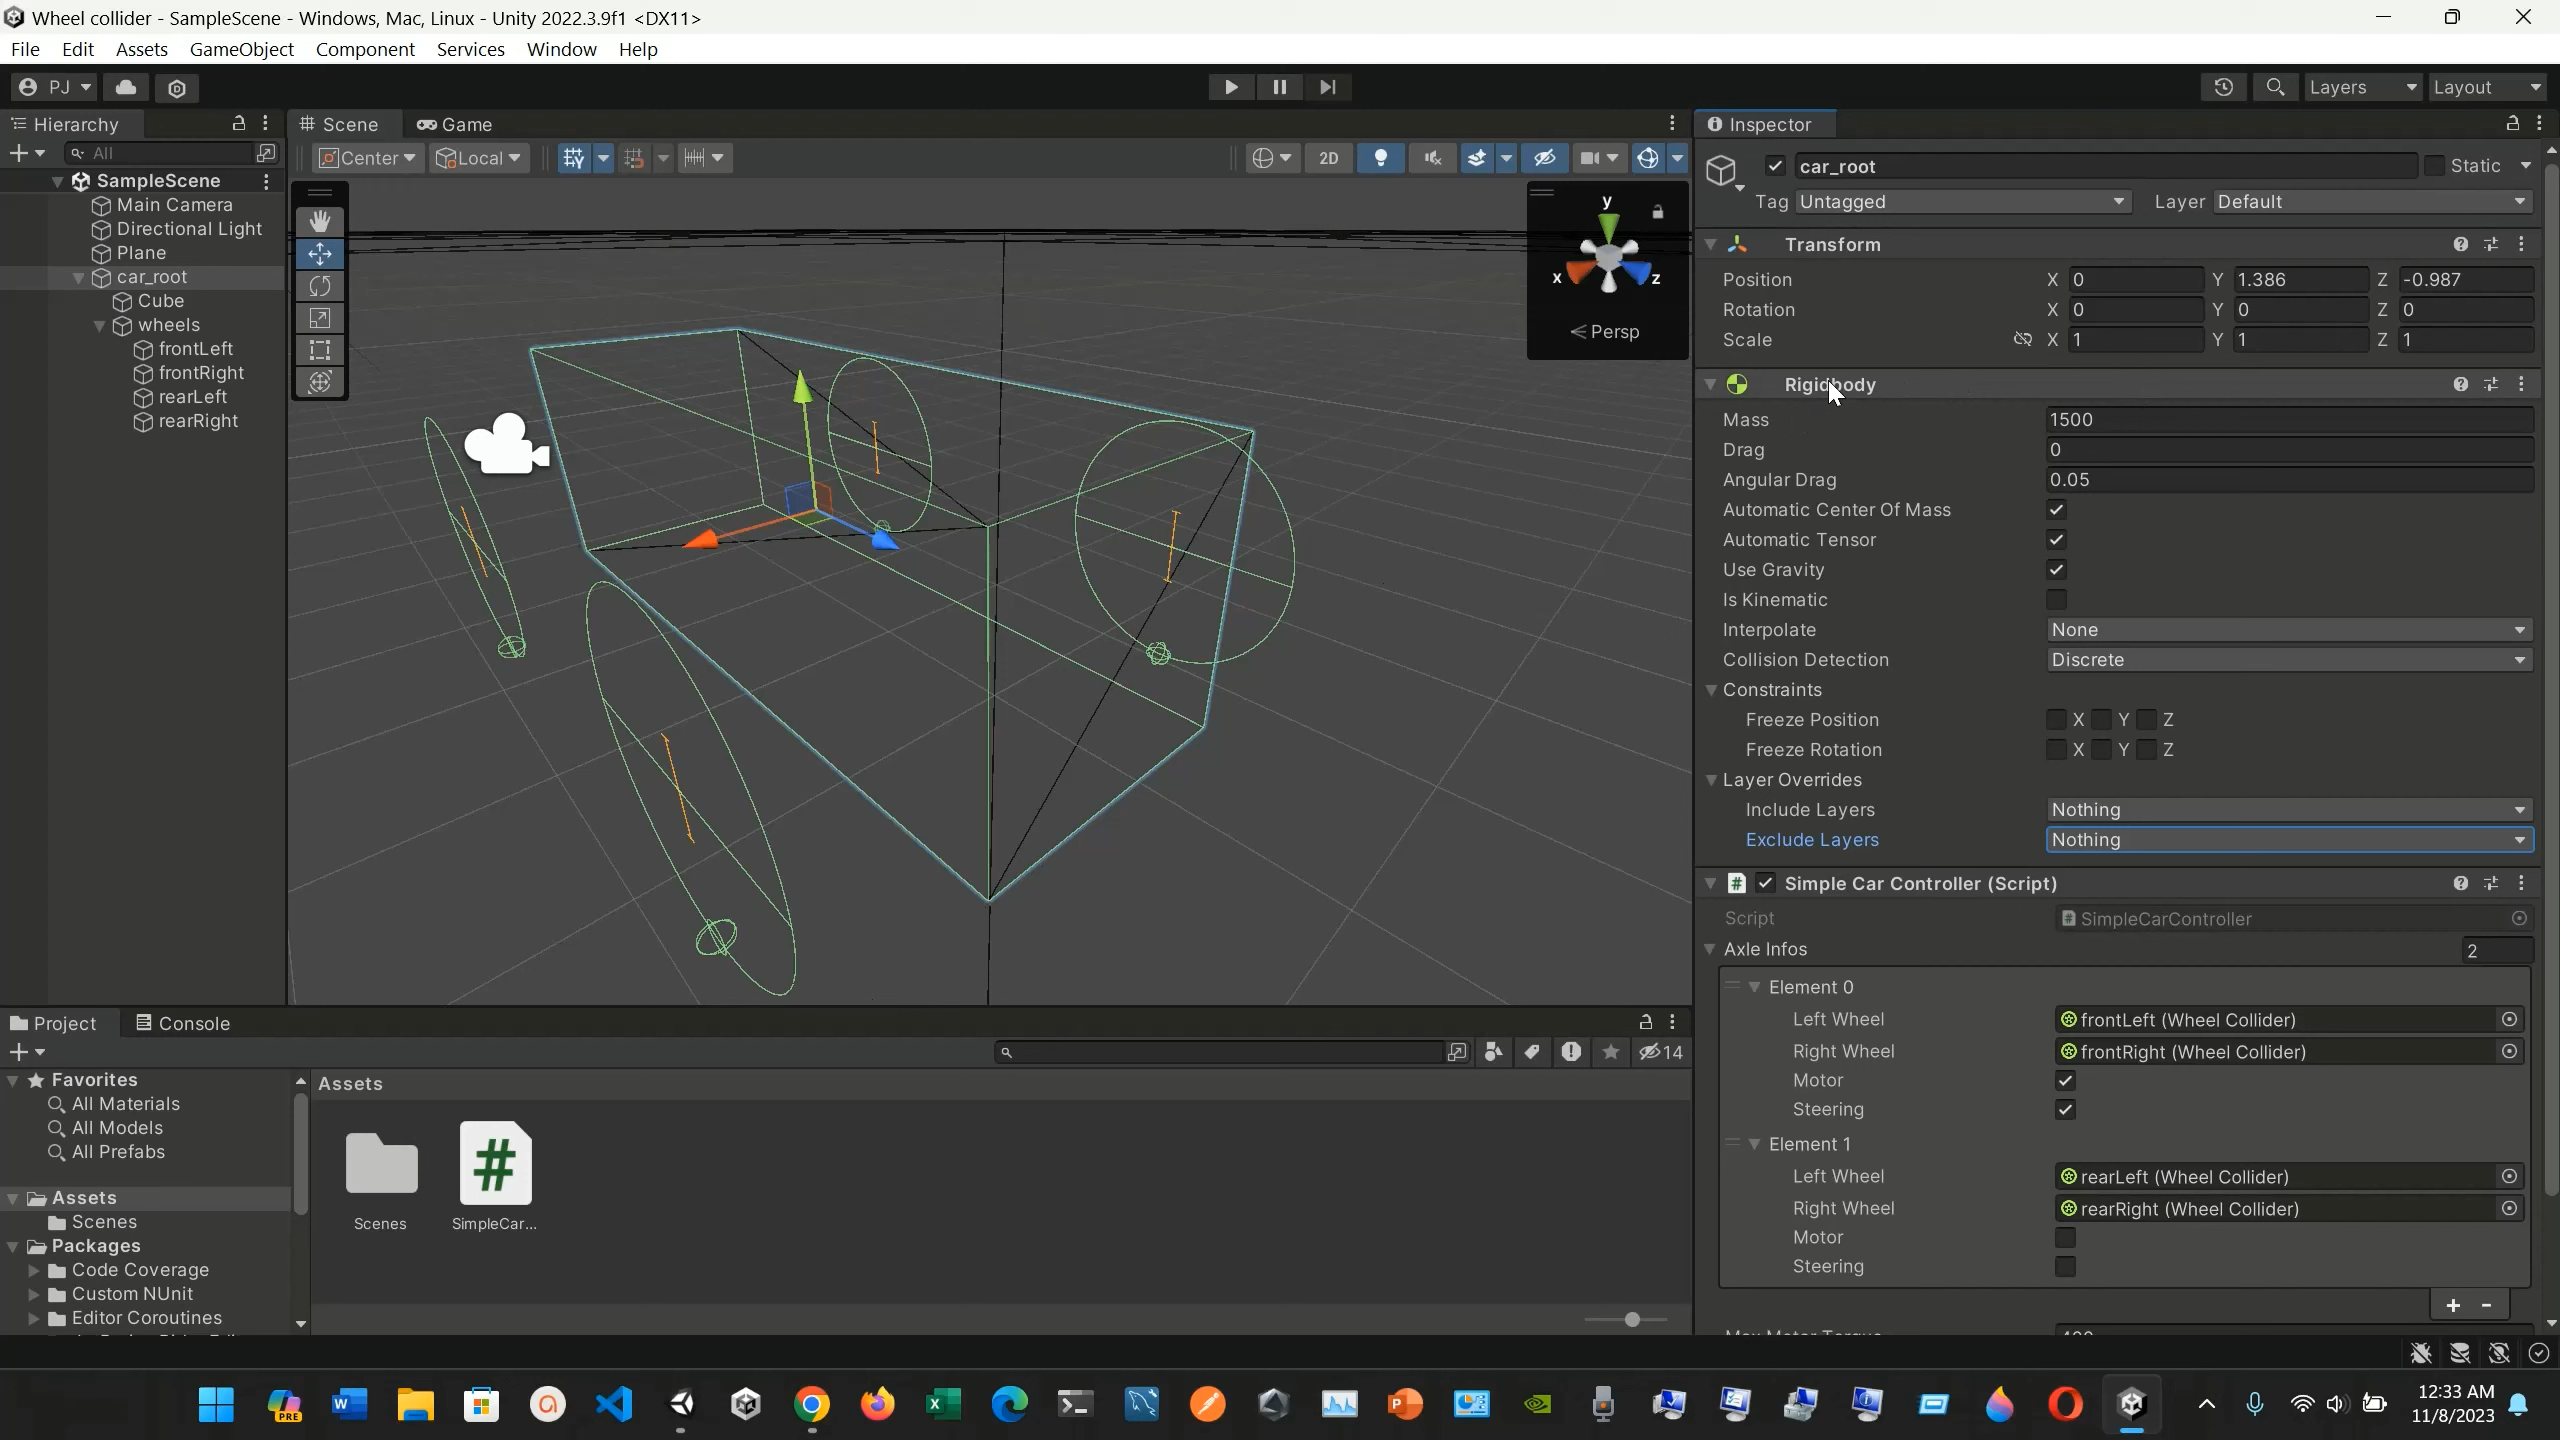 Wheel collider - SampleScene - Windows, Mac, Linux - Unity 2022.3.9f1 <DX11>
File Edit Assets GameObject Component Services Window Help
PJ Layers Layout
Hierarchy
All
SampleScene
Main Camera
Directional Light
Plane
car_root
Cube
wheels
frontLeft
frontRight
rearLeft
rearRight
Scene Game
Center Local 2D
y
x z
Persp
Inspector
car_root Static
Tag Untagged Layer Default
Transform
Position X 0 Y 1.386 Z -0.987
Rotation X 0 Y 0 Z 0
Scale X 1 Y 1 Z 1
Rigidbody
Mass 1500
Drag 0
Angular Drag 0.05
Automatic Center Of Mass
Automatic Tensor
Use Gravity
Is Kinematic
Interpolate None
Collision Detection Discrete
Constraints
Freeze Position X Y Z
Freeze Rotation X Y Z
Layer Overrides
Include Layers Nothing
Exclude Layers Nothing
# Simple Car Controller (Script)
Script # SimpleCarController
Axle Infos 2
Element 0
Left Wheel frontLeft (Wheel Collider)
Right Wheel frontRight (Wheel Collider)
Motor
Steering
Element 1
Left Wheel rearLeft (Wheel Collider)
Right Wheel rearRight (Wheel Collider)
Motor
Steering
+ -
Project Console
14
Favorites
All Materials
All Models
All Prefabs
Assets
Scenes
Packages
Code Coverage
Custom NUnit
Editor Coroutines
Assets
#
Scenes SimpleCar...
PRE
12:33 AM
11/8/2023